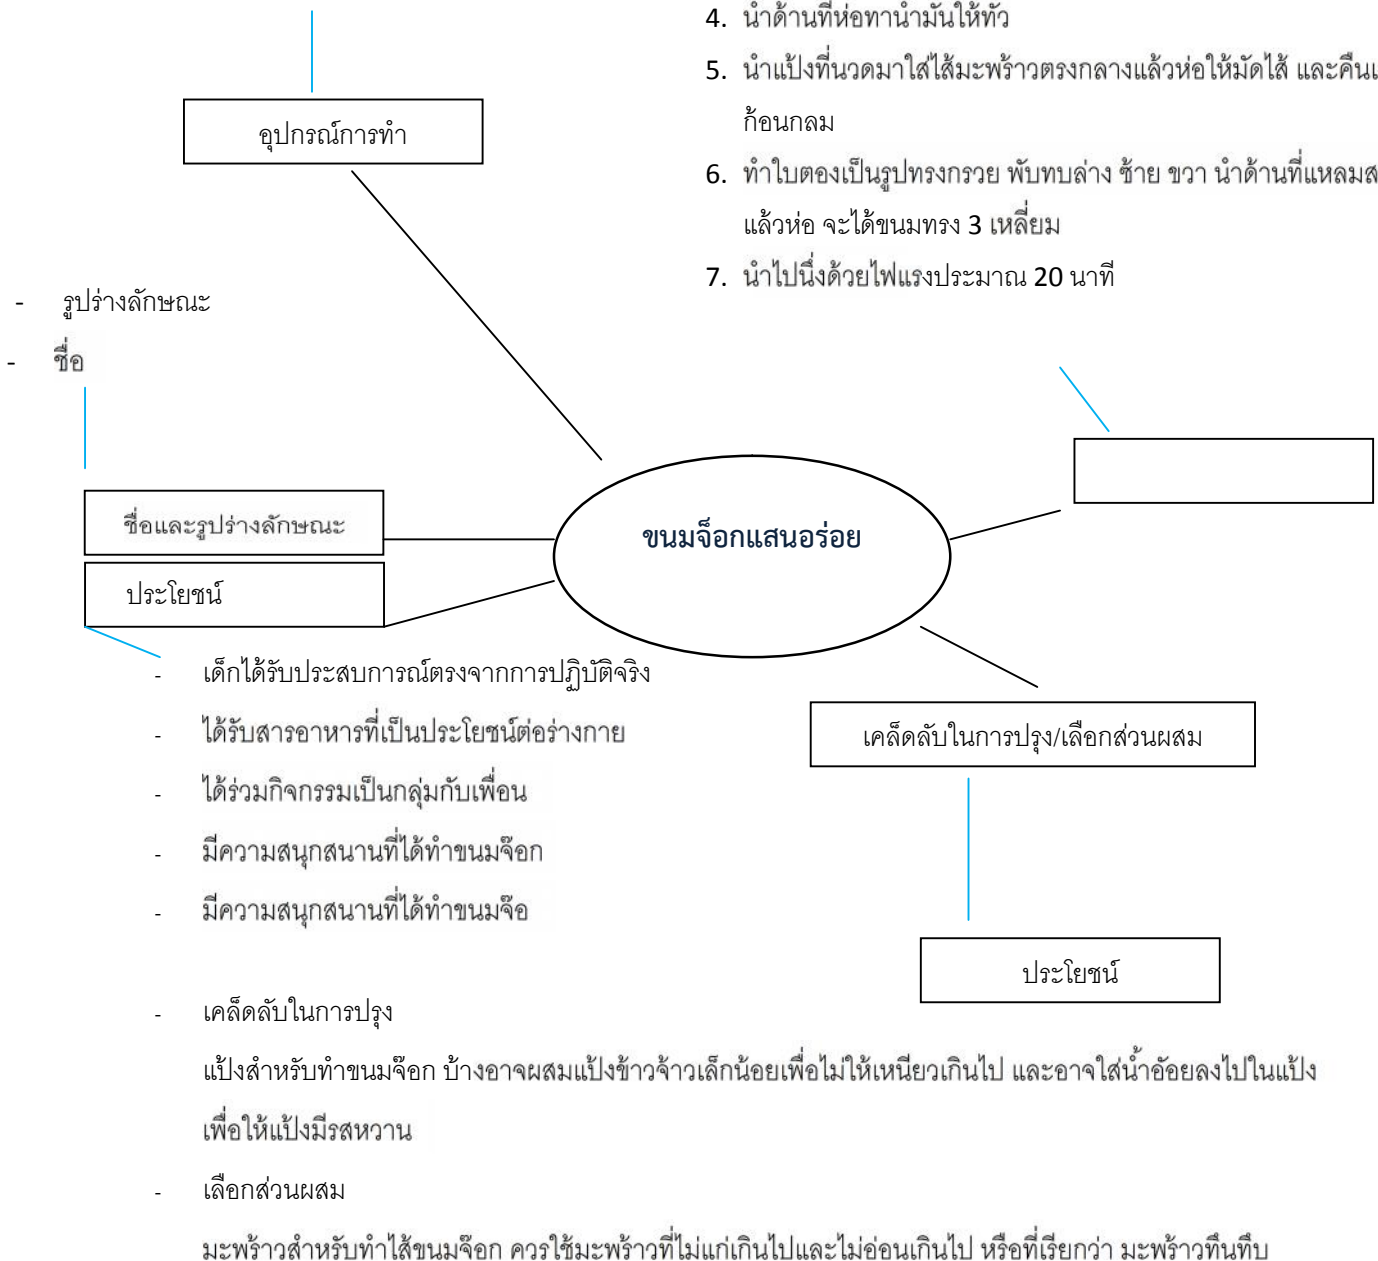 4. นำด้านที่ห่อทาน้ำมันให้ทั่ว
5. นำแป้งที่นวดมาใส่ไส้มะพร้าวตรงกลางแล้วห่อให้มัดไส้ และคืนเ
ก้อนกลม
6. ทำใบตองเป็นรูปทรงกรวย พับทบล่าง ซ้าย ขวา นำด้านที่แหลมส
แล้วห่อ จะได้ขนมทรง 3 เหลี่ยม
7. นำไปนึ่งด้วยไฟแรงประมาณ 20 นาที
อุปกรณ์การทำ
- รูปร่างลักษณะ
- ชื่อ
ชื่อและรูปร่างลักษณะ
ขนมจ็อกแสนอร่อย
ประโยชน์
- เด็กได้รับประสบการณ์ตรงจากการปฏิบัติจริง
- ได้รับสารอาหารที่เป็นประโยชน์ต่อร่างกาย
- ได้ร่วมกิจกรรมเป็นกลุ่มกับเพื่อน
- มีความสนุกสนานที่ได้ทำขนมจ๊อก
- มีความสนุกสนานที่ได้ทำขนมจ๊อ
เคล็ดลับในการปรุง/เลือกส่วนผสม
ประโยชน์
- เคล็ดลับในการปรุง
แป้งสำหรับทำขนมจ๊อก บ้างอาจผสมแป้งข้าวจ้าวเล็กน้อยเพื่อไม่ให้เหนียวเกินไป และอาจใส่น้ำอ้อยลงไปในแป้ง
เพื่อให้แป้งมีรสหวาน
- เลือกส่วนผสม
มะพร้าวสำหรับทำไส้ขนมจ๊อก ควรใช้มะพร้าวที่ไม่แก่เกินไปและไม่อ่อนเกินไป หรือที่เรียกว่า มะพร้าวทึนทึบ